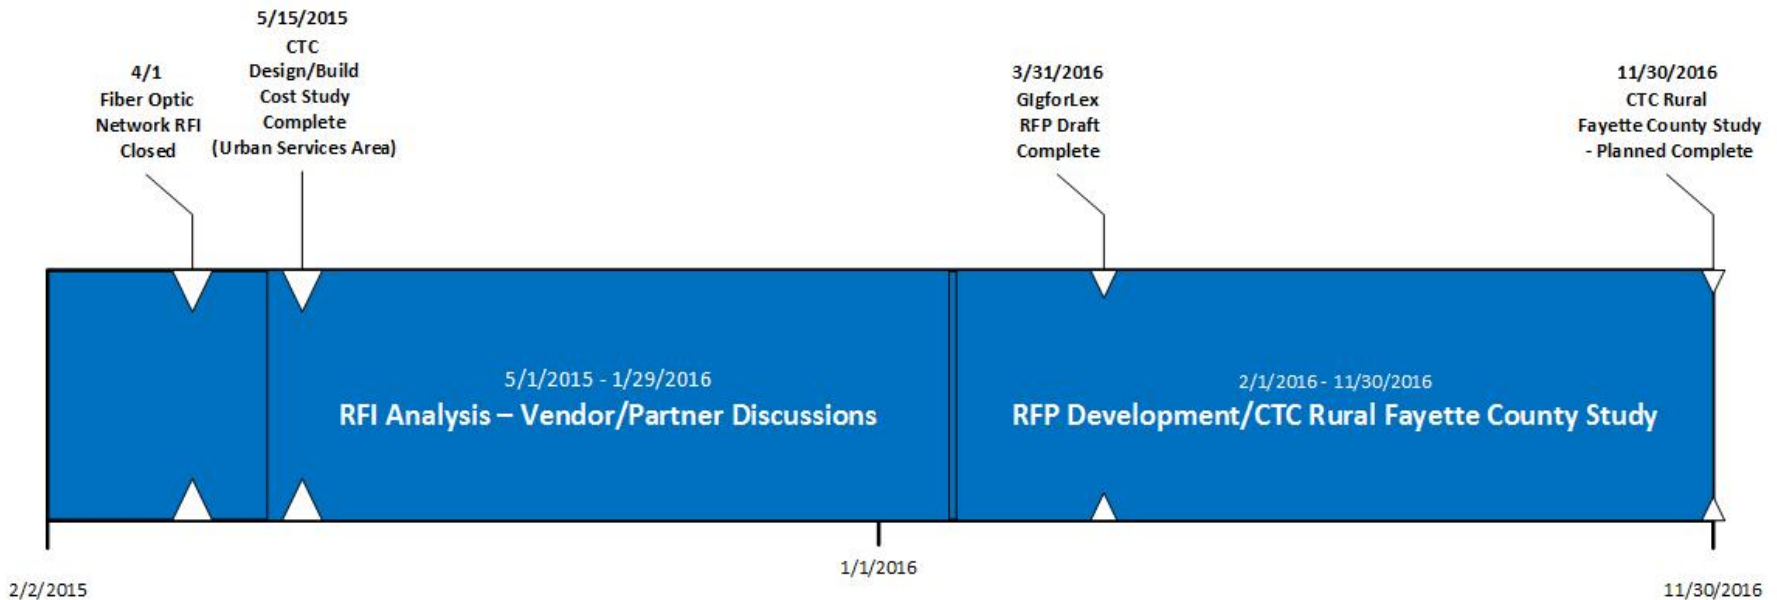 5/15/2015
CTC
Design/Build
Cost Study
Complete
(Urban Services Area)
4/1
Fiber Optic
Network RFI
Closed
3/31/2016
GIgforLex
RFP Draft
Complete
11/30/2016
CTC Rural
Fayette County Study
- Planned Complete
5/1/2015 - 1/29/2016
RFI Analysis – Vendor/Partner Discussions
2/1/2016 - 11/30/2016
RFP Development/CTC Rural Fayette County Study
2/2/2015
1/1/2016
11/30/2016